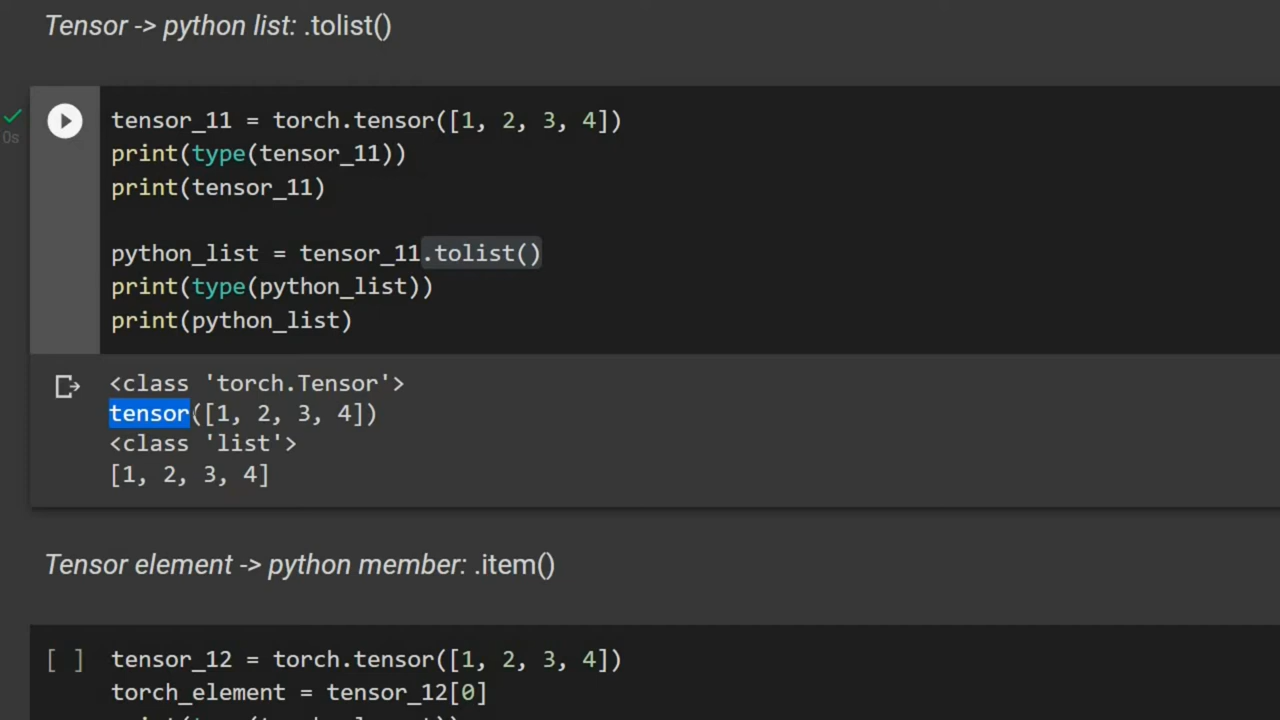 Tensor -> python list: .tolist()
0s
tensor_11 = torch.tensor([1, 2, 3, 4])
print(type(tensor_11))
print(tensor_11)
python_list = tensor_11.tolist()
print(type(python_list))
print(python_list)
<class 'torch.Tensor'>
tensor([1, 2, 3, 4])
<class 'list'>
[1, 2, 3, 4]
Tensor element -> python member: .item()
[ ] tensor_12 = torch.tensor([1, 2, 3, 4])
torch_element = tensor_12[0]